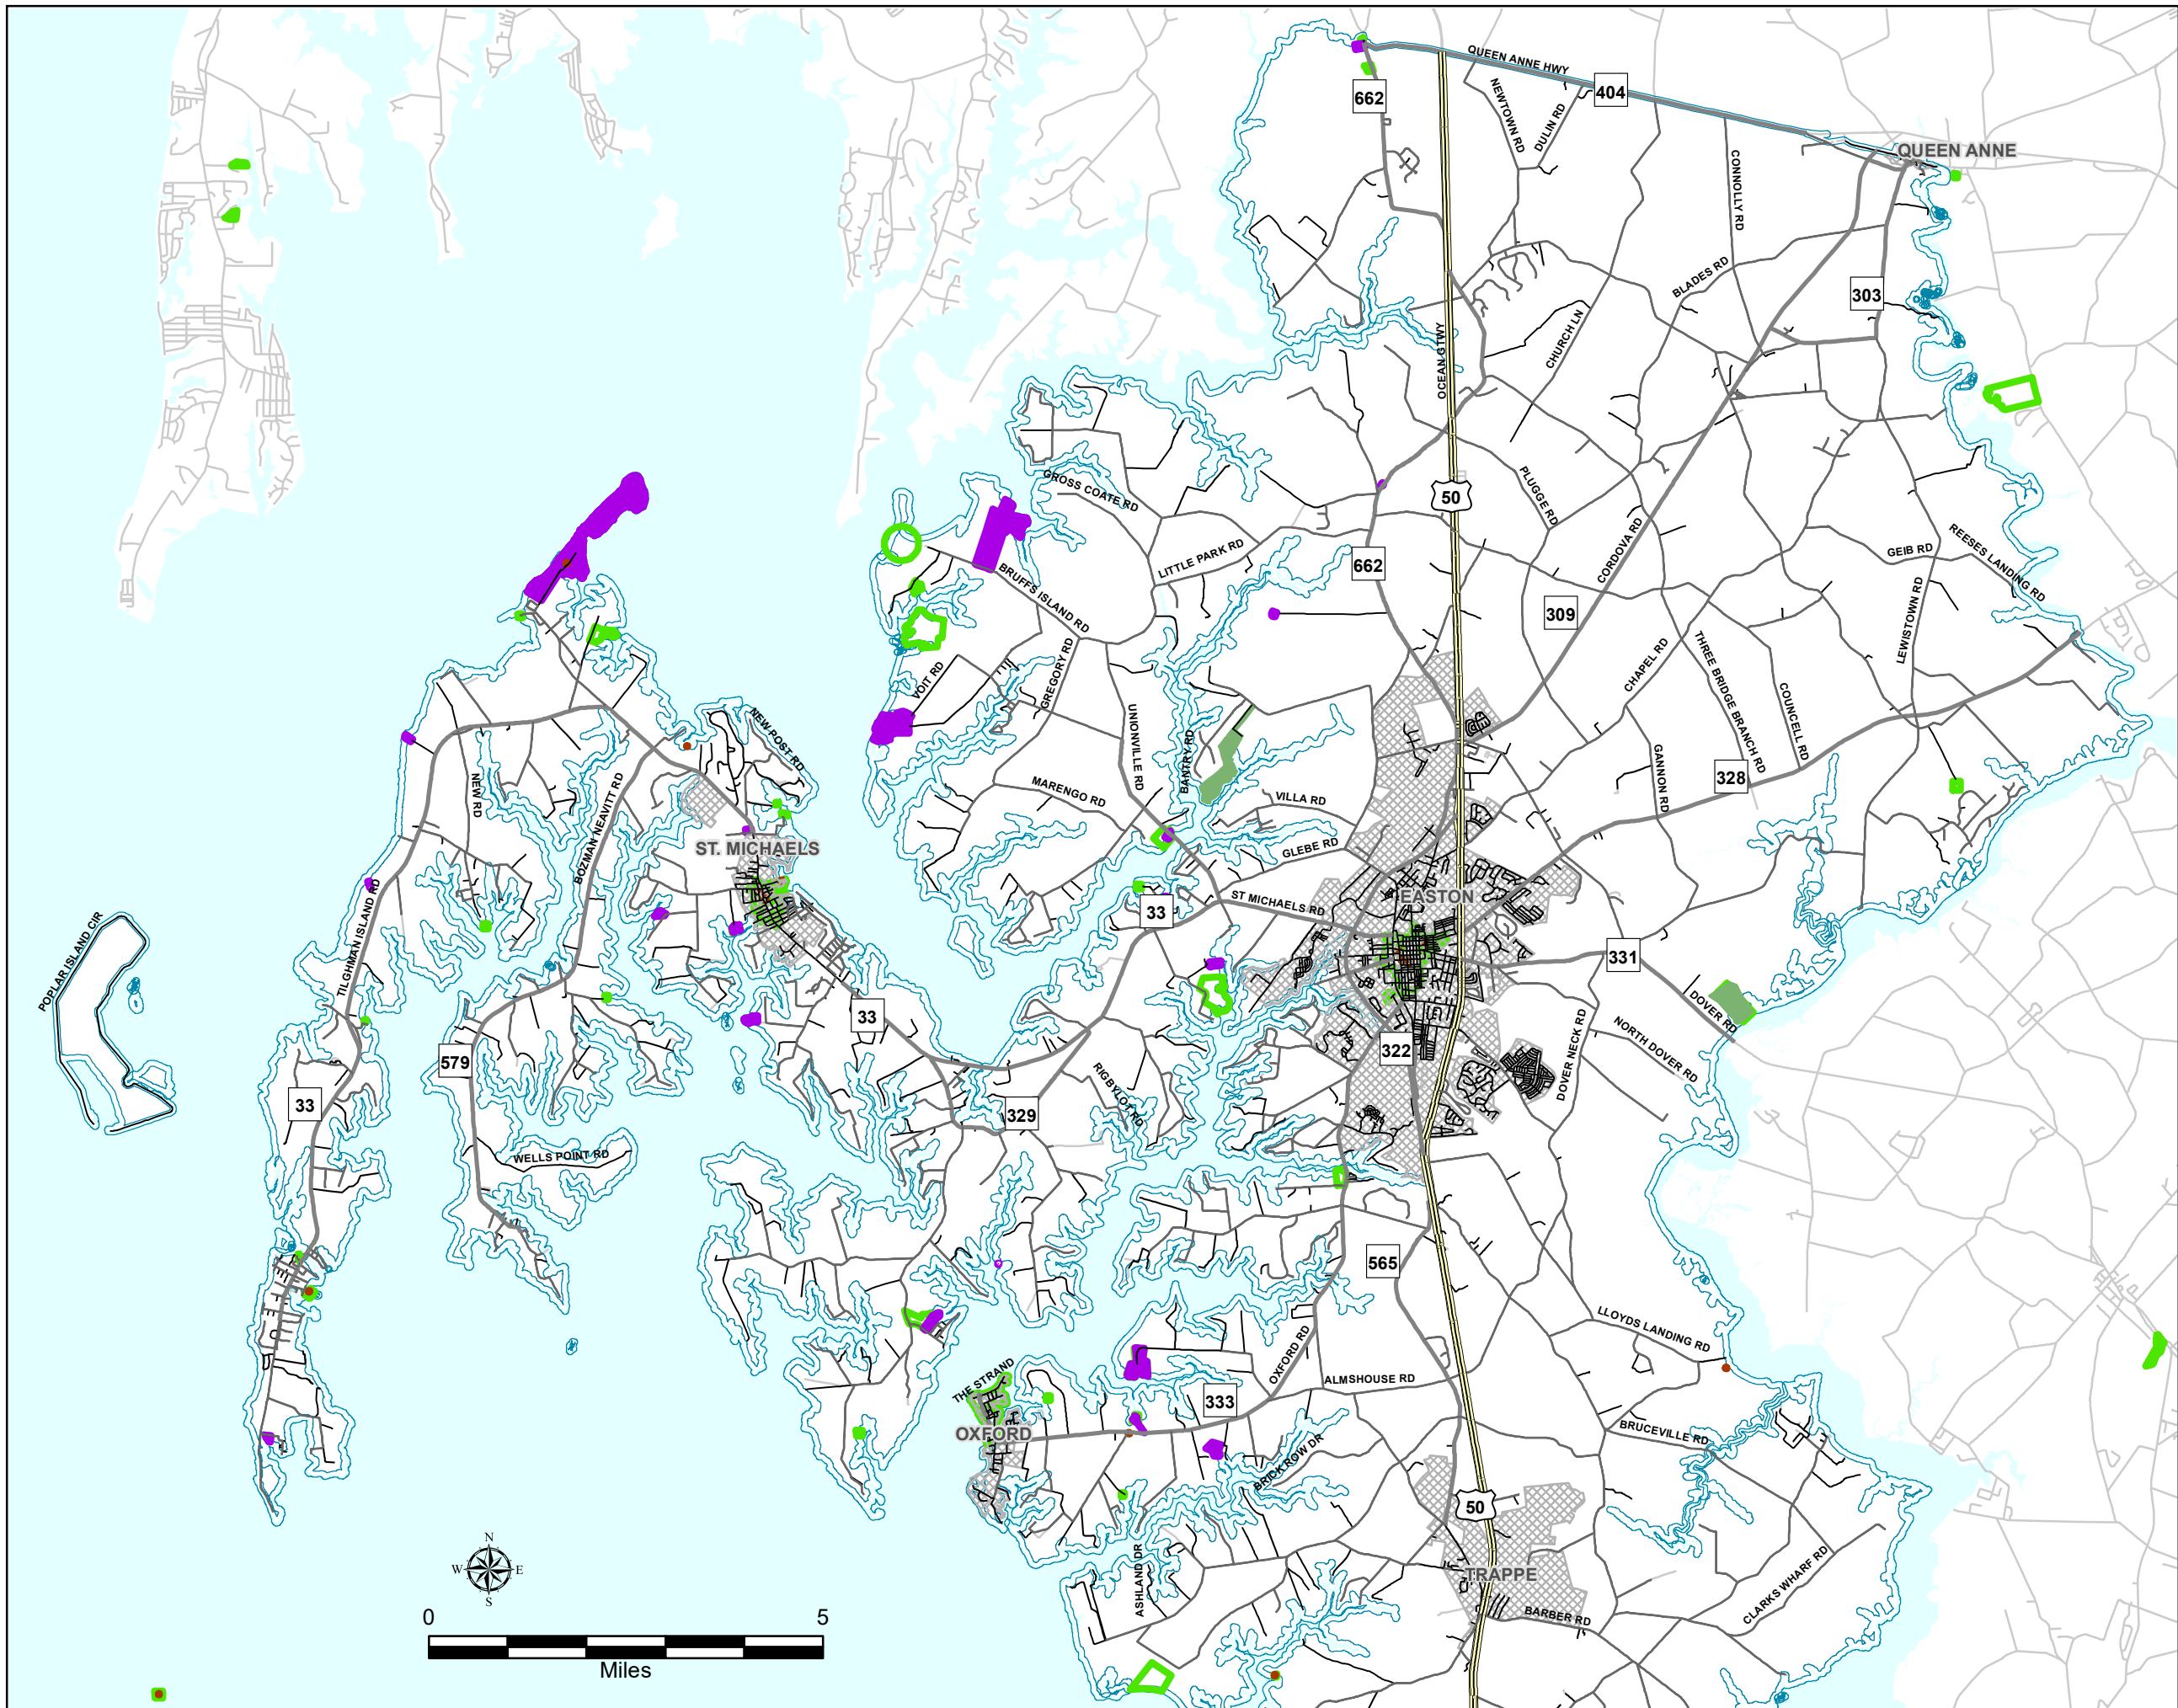 QUEEN ANNE HWY
404
662
NEWTOWN RD
DULIN RD
QUEEN ANNE
CONNOLLY RD
BLADES RD
303
OCEAN GTWY
CHURCH LN
GROSS COATE RD
PLUGGE RD
50
CORDOVA RD
LITTLE PARK RD
662
REESES LANDING RD
GEIB RD
BRUFFS ISLAND RD
309
LEWISTOWN RD
VOIT RD
GREGORY RD
CHAPEL RD
THREE BRIDGE BRANCH RD
COUNCELL RD
NEW POST RD
UNIONVILLE RD
BANTRY RD
GANNON RD
328
NEW RD
BOZMAN NEAVITT RD
MARENGO RD
VILLA RD
ST. MICHAELS
GLEBE RD
EASTON
TILGHMAN ISLAND RD
POPLAR ISLAND CIR
33
ST MICHAELS RD
331
DOVER RD
33
579
322
DOVER NECK RD
NORTH DOVER RD
33
329
RIGBYLOT RD
WELLS POINT RD
565
LLOYDS LANDING RD
OXFORD RD
THE STRAND
ALMSHOUSE RD
333
OXFORD
BRUCEVILLE RD
BRICK ROW DR
50
N
W
E
S
ASHLAND DR
TRAPPE
CLARKS WHARF RD
BARBER RD
0
5
Miles